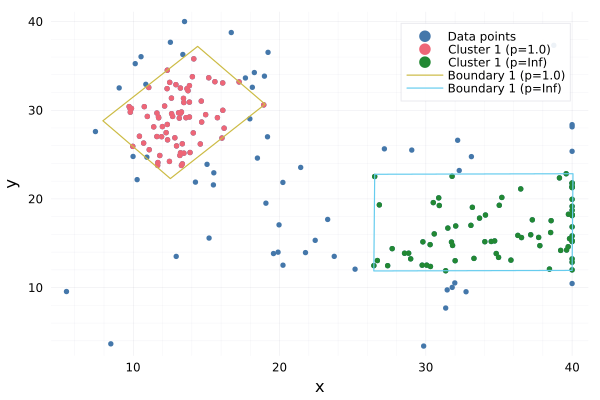 40
30
20
10
y
Data points
Cluster 1 (p=1.0)
Cluster 1 (p=Inf)
Boundary 1 (p=1.0)
Boundary 1 (p=Inf)
10
20
30
40
x